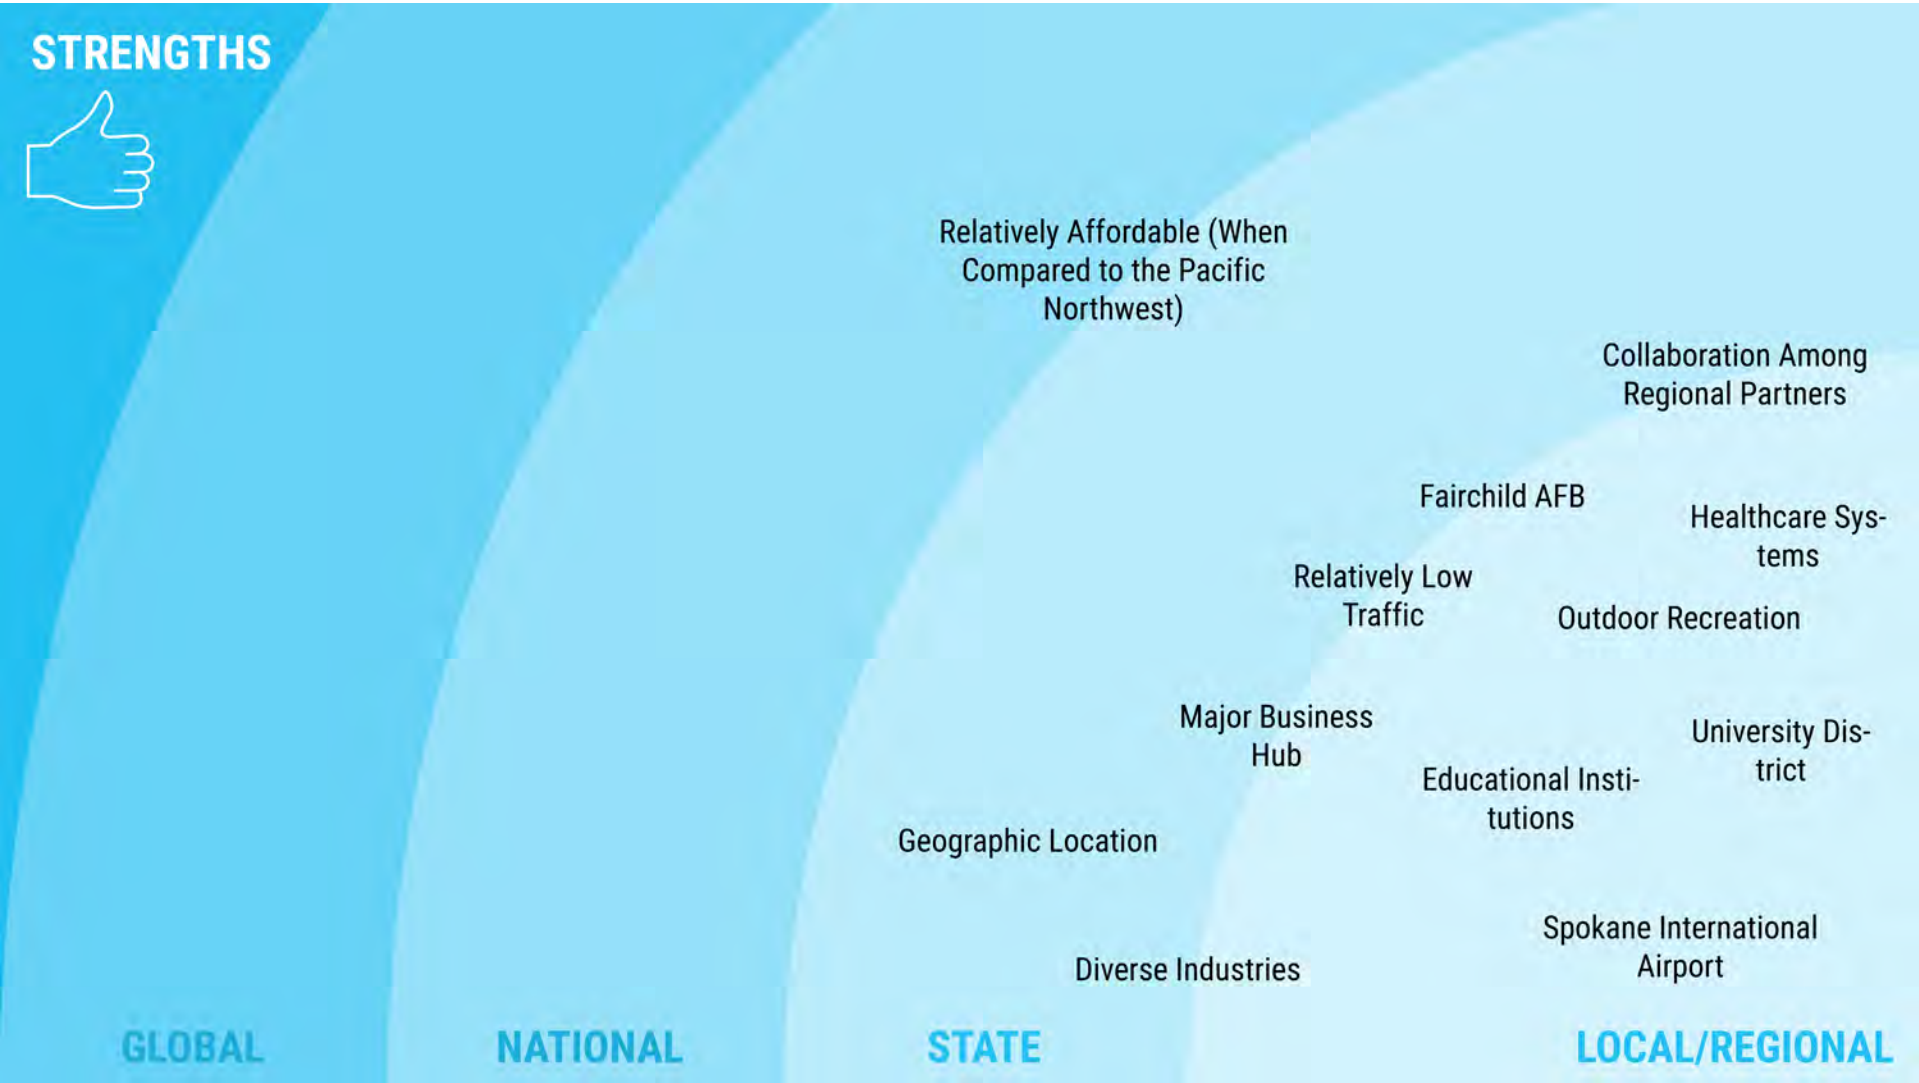 STRENGTHS
Relatively Affordable (When
Compared to the Pacific
Northwest)
Collaboration Among
Regional Partners
Fairchild AFB
Healthcare Sys-
tems
Relatively Low
Traffic
Outdoor Recreation
Major Business
Hub
University Dis-
trict
Educational Insti-
tutions
Geographic Location
Spokane International
Airport
Diverse Industries
GLOBAL
NATIONAL
STATE
LOCAL/REGIONAL